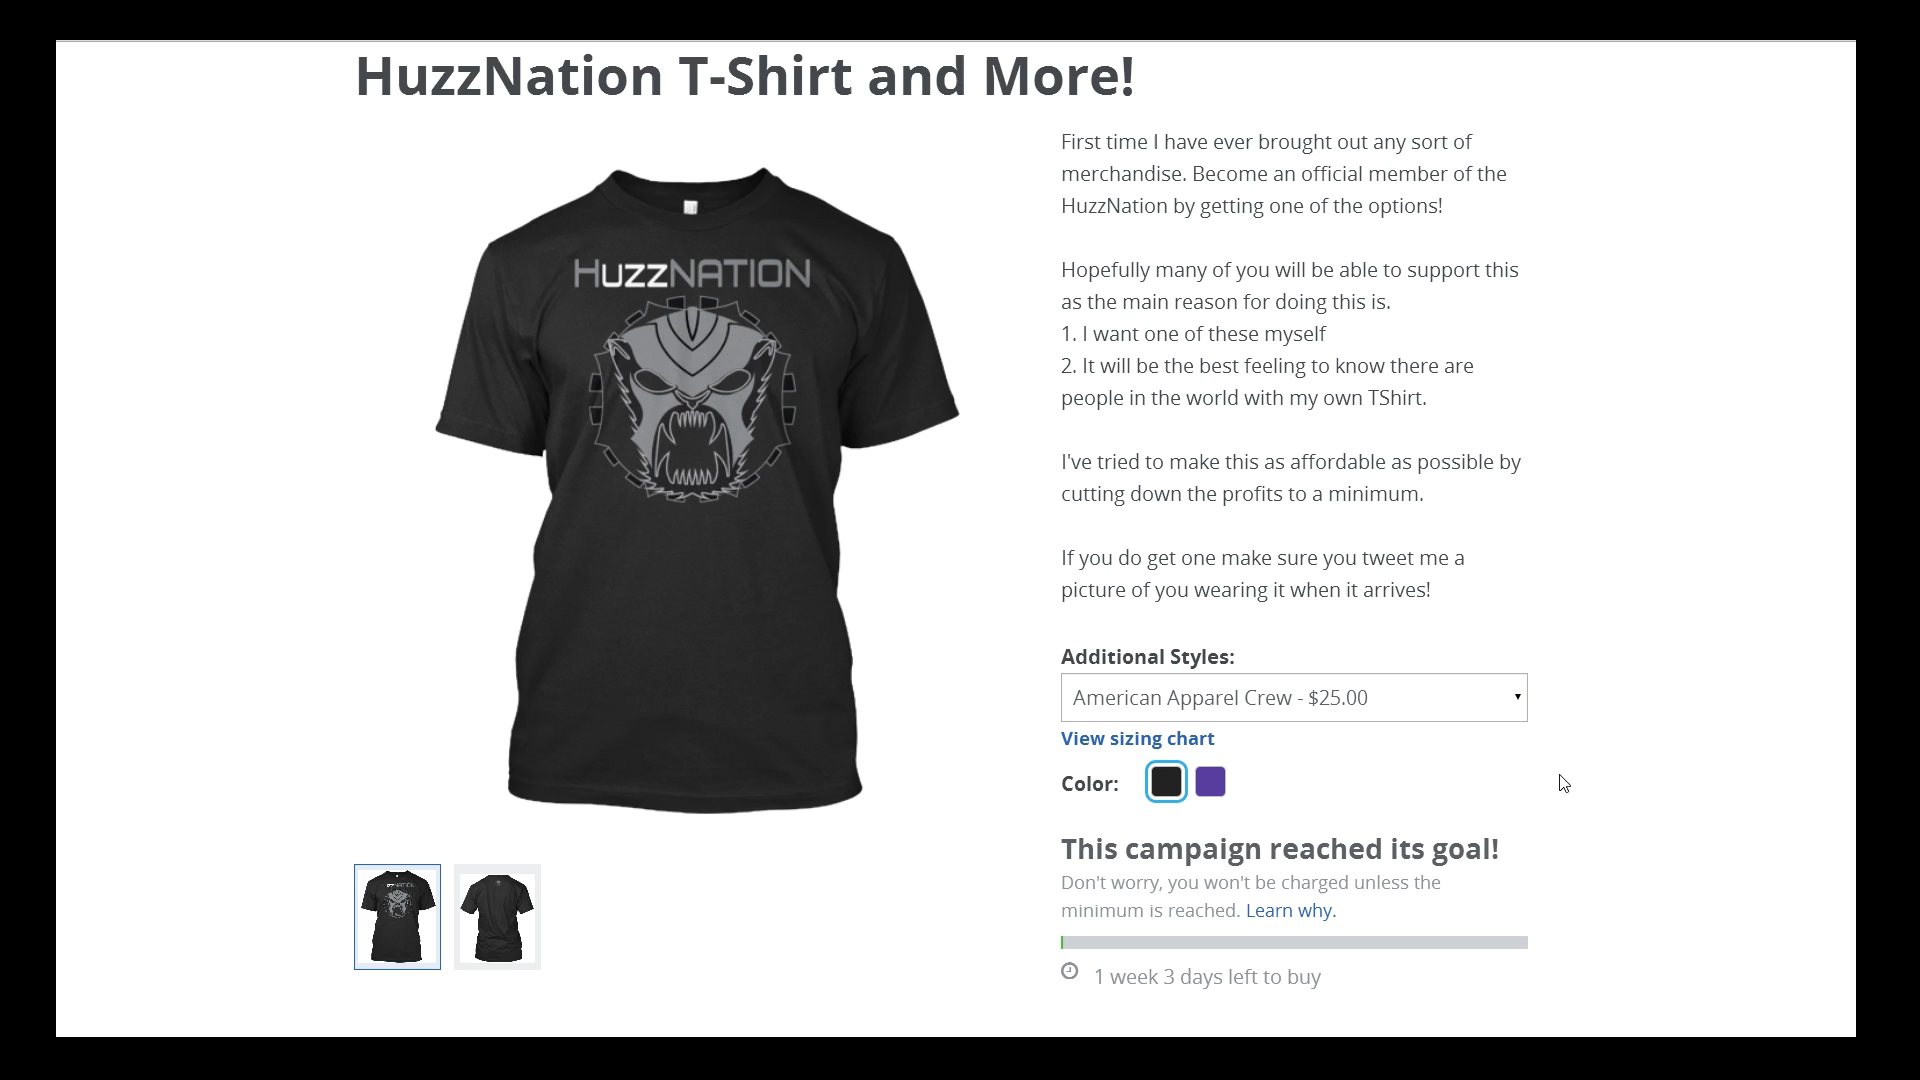 HuzzNation T-Shirt and More!
HuzzNATION
First time I have ever brought out any sort of
merchandise. Become an official member of the
HuzzNation by getting one of the options!
Hopefully many of you will be able to support this
as the main reason for doing this is.
1. I want one of these myself
2. It will be the best feeling to know there are
people in the world with my own TShirt.
I've tried to make this as affordable as possible by
cutting down the profits to a minimum.
If you do get one make sure you tweet me a
picture of you wearing it when it arrives!
Additional Styles:
American Apparel Crew - $25.00
View sizing chart
Color:
This campaign reached its goal!
Don't worry, you won't be charged unless the
minimum is reached. Learn why.
1 week 3 days left to buy